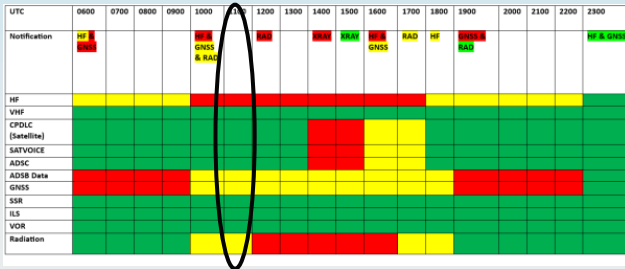 UTC 0600 0700 0800 0900 1000 1100 1200 1300 1400 1500 1600 1700 1800 1900 2000 2100 2200 2300
Notification HF & HF & RAD XRAY XRAY HF & RAD HF GNSS & HF & GNSS
GNSS GNSS GNSS RAD
& RAD
HF
VHF
CPDLC
(Satellite)
SATVOICE
ADSC
ADSB Data
GNSS
SSR
ILS
VOR
Radiation